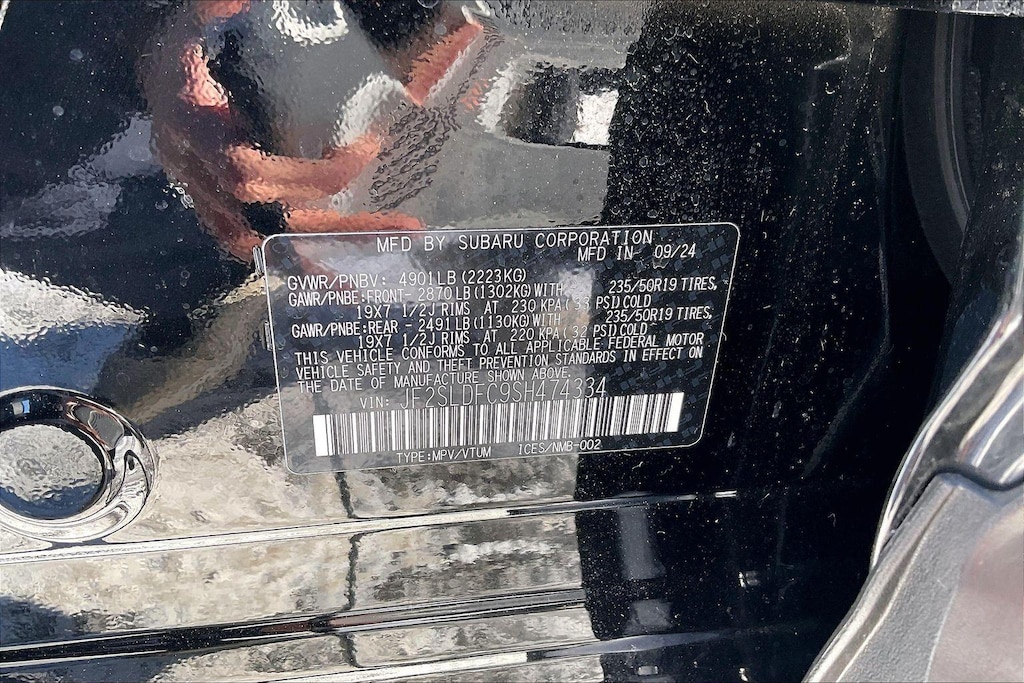 MFD BY SUBARU CORPORATION
MFD IN 09/24
GVWR/PNBV: 4901LB(2223KG)
GAWR/PNBE:FRONT- 2870LB(1302KG)WITH 235/50R19 TIRES,
19X7 1/2J RIMS AT 230 KPA(33 PSI)COLD
GAWR/PNBE:REAR - 2491LB(1130KG)WITH 235/50R19 TIRES,
19X7 1/2J RIMS AT 220 KPA(32 PSI)COLD
THIS VEHICLE CONFORMS TO ALL APPLICABLE FEDERAL MOTOR
VEHICLE SAFETY AND THEFT PREVENTION STANDARDS IN EFFECT ON
THE DATE OF MANUFACTURE SHOWN ABOVE.
VIN: JF2SLDFC9SH474334
TYPE:MPV/VTUM ICES/NMB-002